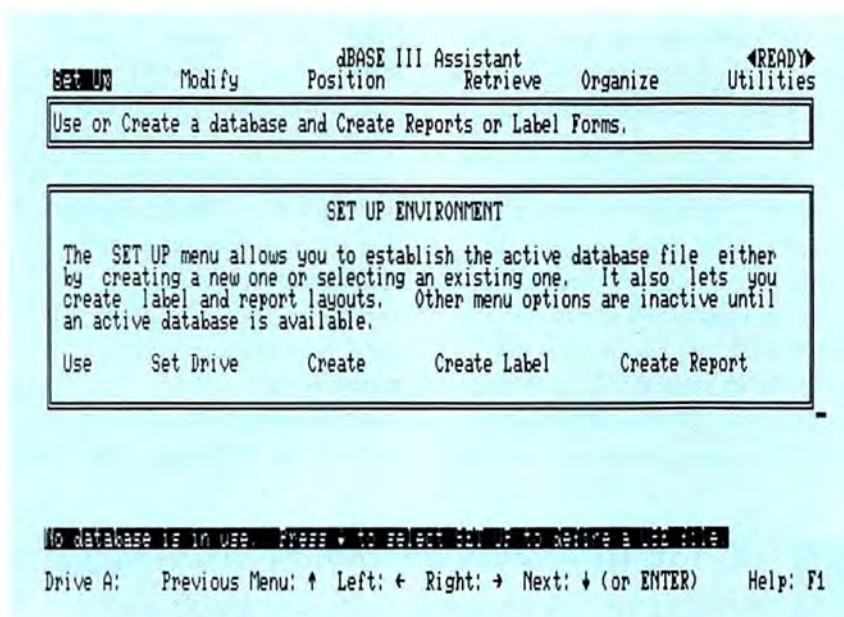 dBASE III Assistant ◀READY▶
Set Up Modify Position Retrieve Organize Utilities
Use or Create a database and Create Reports or Label Forms.
SET UP ENVIRONMENT
The SET UP menu allows you to establish the active database file either
by creating a new one or selecting an existing one. It also lets you
create label and report layouts. Other menu options are inactive until
an active database is available.
Use Set Drive Create Create Label Create Report
No database is in use. Press ↓ to select SET UP to define a USE file.
Drive A: Previous Menu: ↑ Left: ← Right: → Next: ↓ (or ENTER) Help: F1